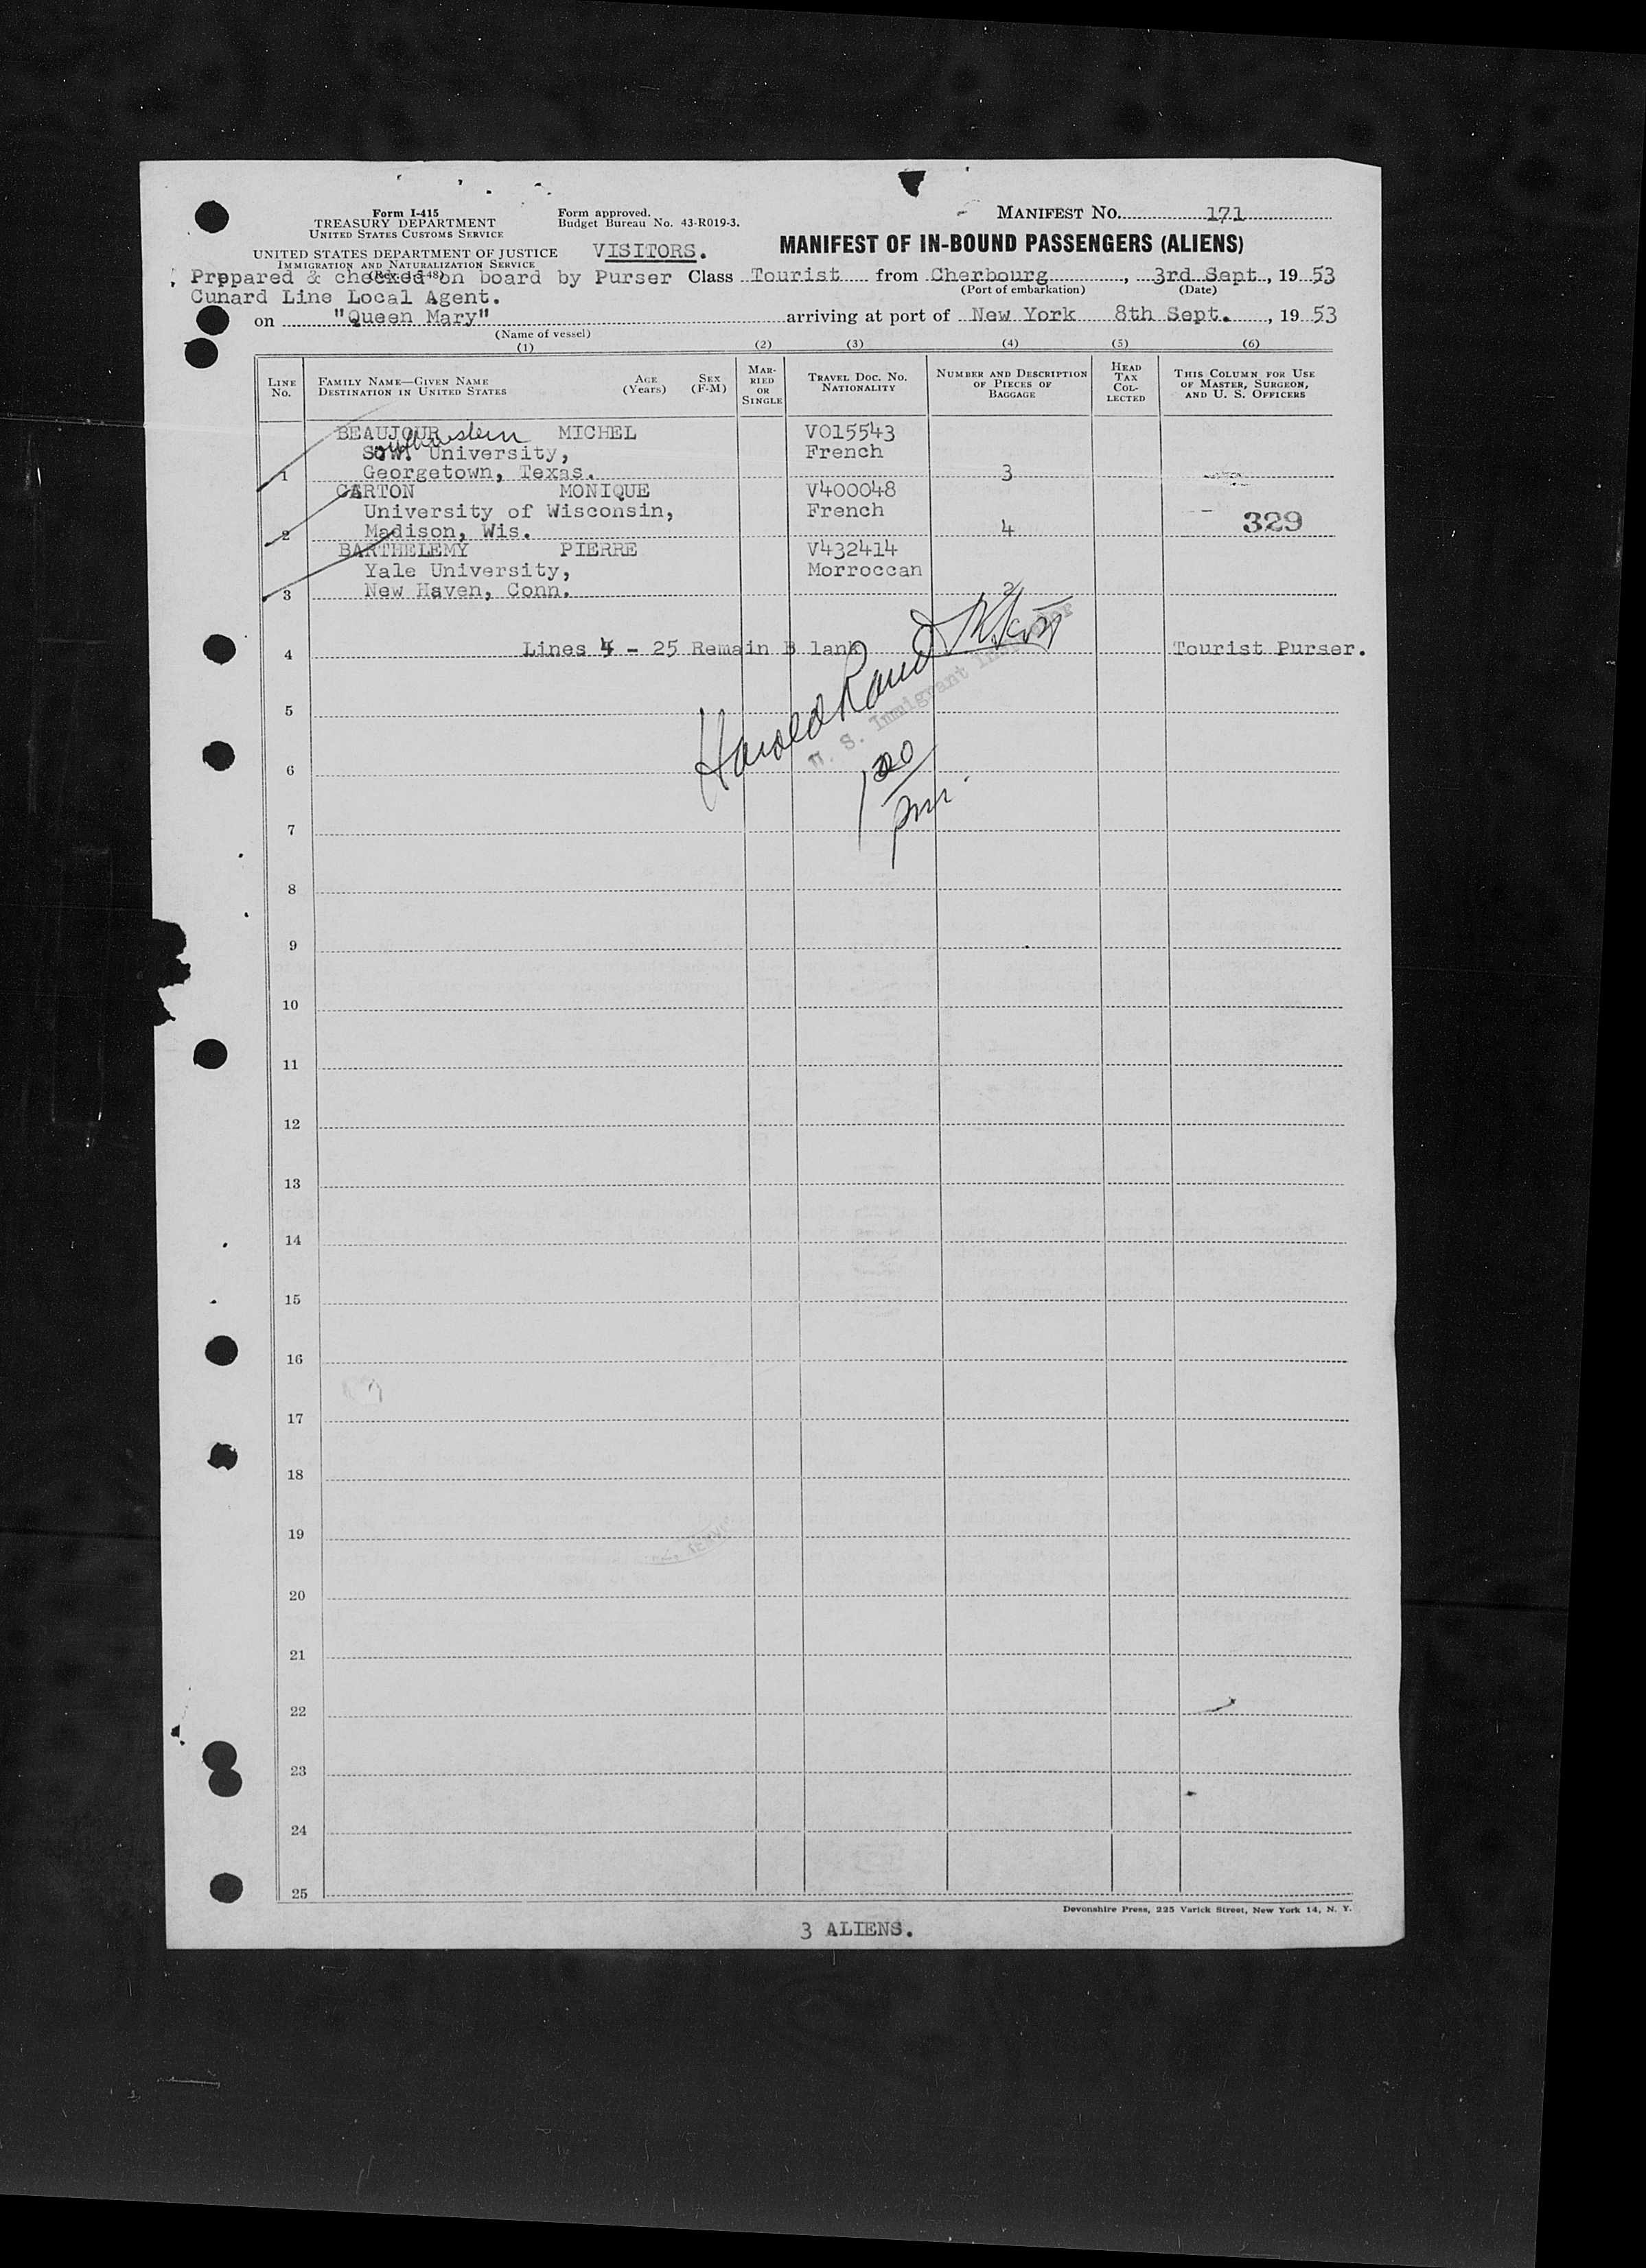 Form I-415
TREASURY DEPARTMENT
UNITED STATES CUSTOMS SERVICE
Form approved.
Budget Bureau No. 43-R019-3.
MANIFEST No. 171
UNITED STATES DEPARTMENT OF JUSTICE
IMMIGRATION AND NATURALIZATION SERVICE
VISITORS.
MANIFEST OF IN-BOUND PASSENGERS (ALIENS)
Prepared & checked on board by Purser Class Tourist from Cherbourg, 3rd Sept., 1953
(Port of embarkation) (Date)
Cunard Line Local Agent.
on "Queen Mary" arriving at port of New York 8th Sept., 1953
(Name of vessel)
(1) (2) (3) (4) (5) (6)
LINE No.
FAMILY NAME—GIVEN NAME
DESTINATION IN UNITED STATES
AGE (Years)
SEX (F-M)
MARRIED OR SINGLE
TRAVEL DOC. NO. NATIONALITY
NUMBER AND DESCRIPTION OF PIECES OF BAGGAGE
HEAD TAX COLLECTED
THIS COLUMN FOR USE OF MASTER, SURGEON, AND U. S. OFFICERS
BEAUJOUR MICHEL V015543
Southwestern
S.W. University, French
1 Georgetown, Texas. 3
CARTON MONIQUE V400048
University of Wisconsin, French
2 Madison, Wis. 4 329
BARTHELEMY PIERRE V432414
Yale University, Morroccan
3 New Haven, Conn. 2
4 Lines 4 - 25 Remain B lank Tourist Purser.
Harold Rand
U. S. Immigrant Inspector
1 20
pm
5
6
7
8
9
10
11
12
13
14
15
16
17
18
19
20
21
22
23
24
25
Devonshire Press, 225 Varick Street, New York 14, N. Y.
3 ALIENS.